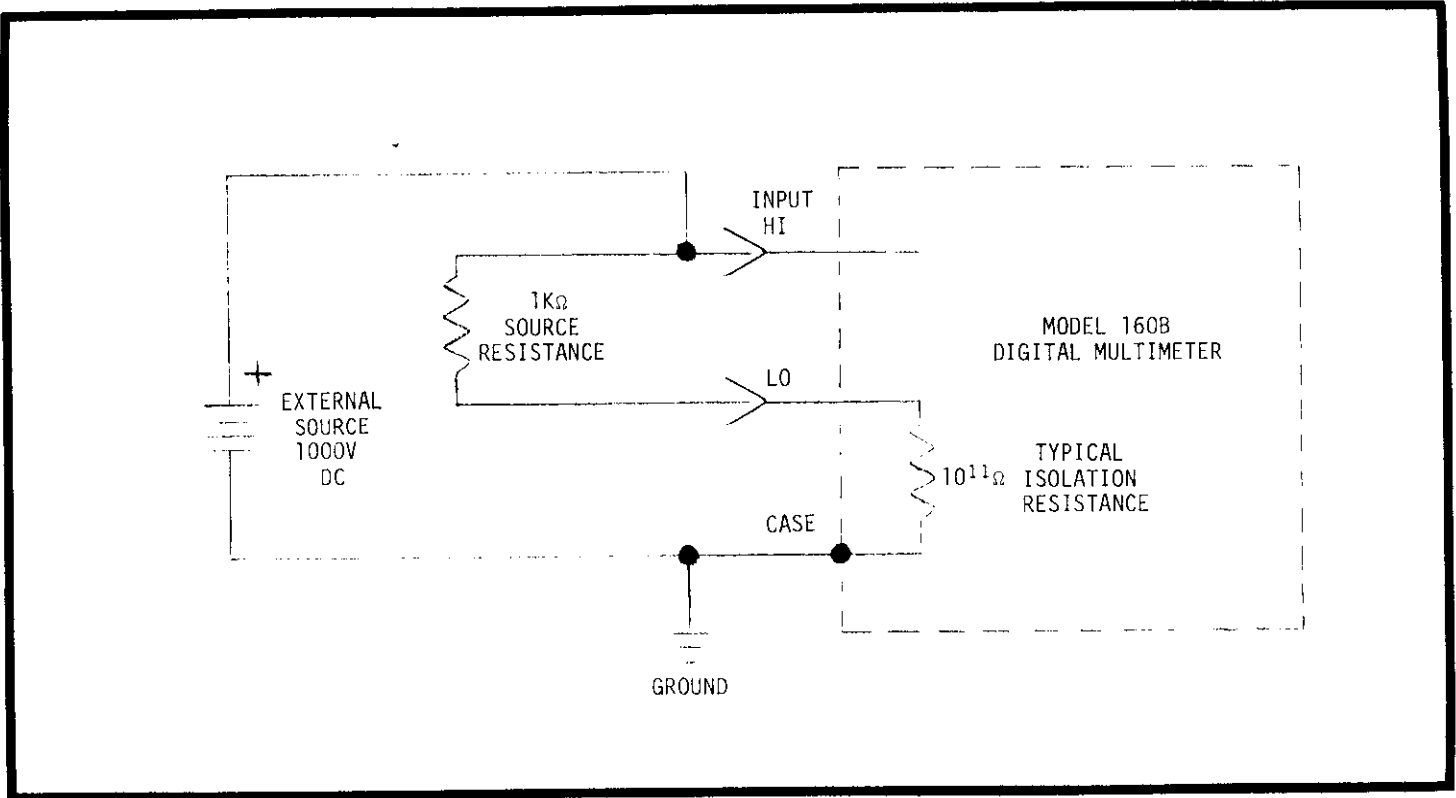 INPUT
HI
1KΩ
SOURCE
RESISTANCE
MODEL 160B
DIGITAL MULTIMETER
LO
+
EXTERNAL
SOURCE
1000V
DC
10¹¹Ω
TYPICAL
ISOLATION
RESISTANCE
CASE
GROUND